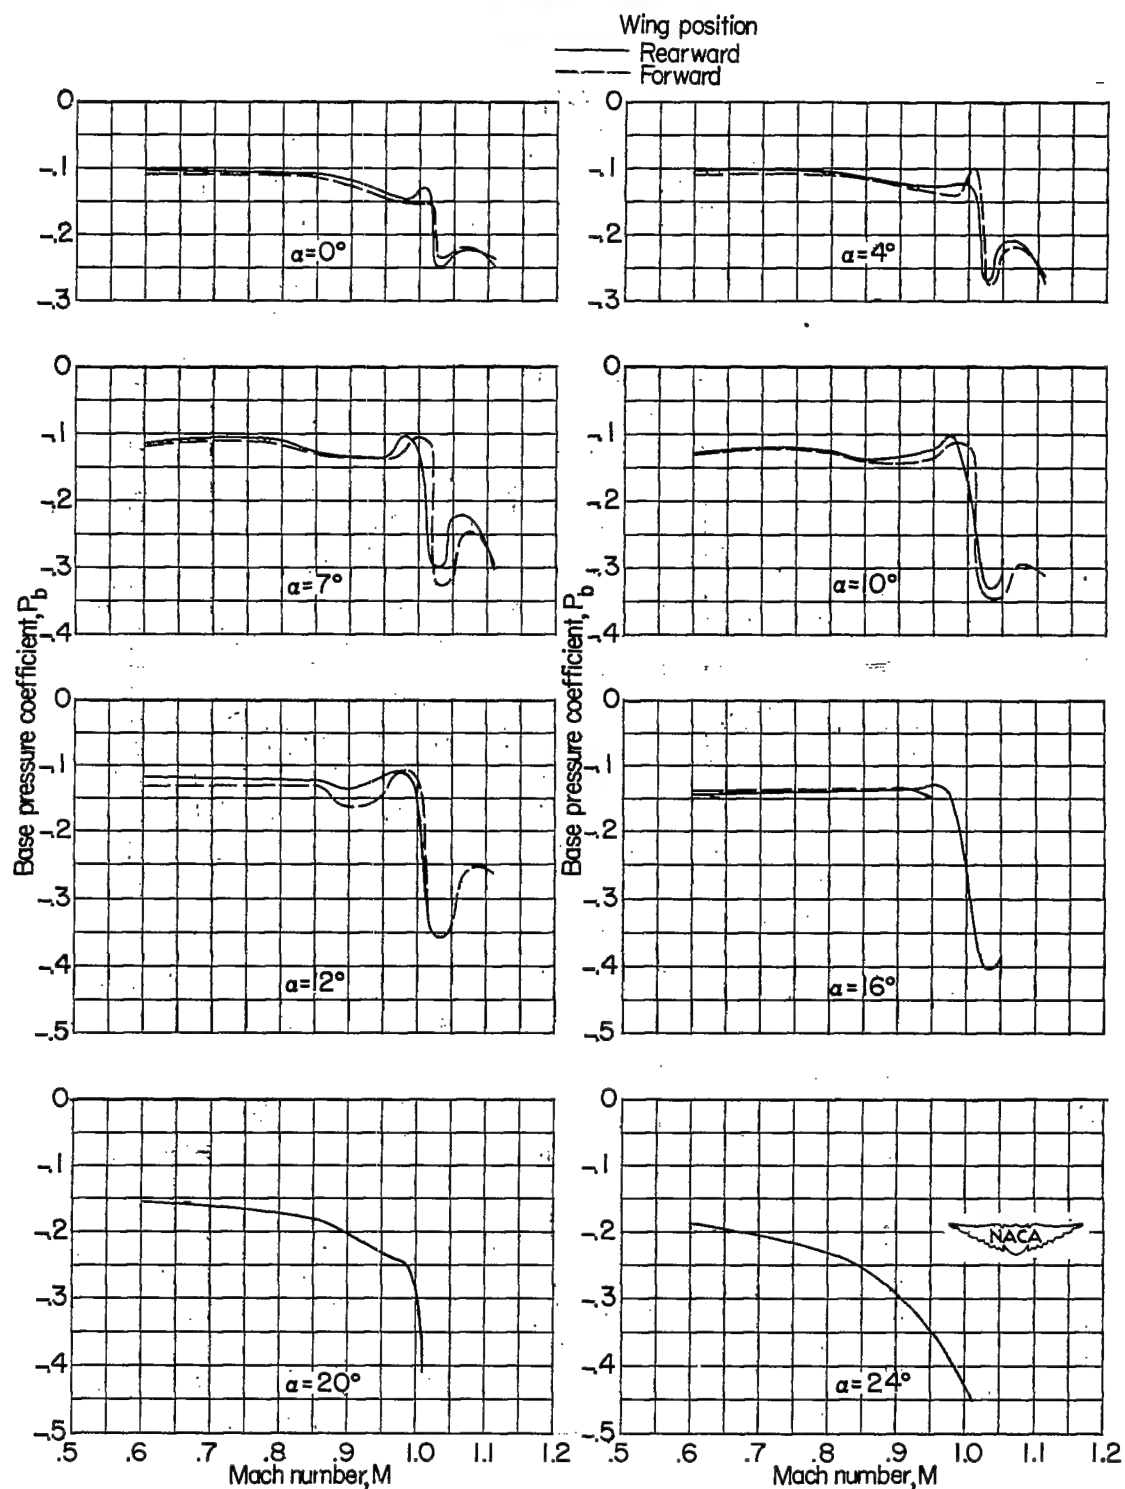 Wing position
Rearward
Forward
0
-.1
-.2
-.3
α=0°
0
-.1
-.2
-.3
α=4°
0
-.1
-.2
-.3
-.4
α=7°
0
-.1
-.2
-.3
-.4
α=10°
Base pressure coefficient, Pb
Base pressure coefficient, Pb
0
-.1
-.2
-.3
-.4
-.5
α=12°
0
-.1
-.2
-.3
-.4
-.5
α=16°
0
-.1
-.2
-.3
-.4
-.5
α=20°
.5 .6 .7 .8 .9 1.0 1.1 1.2
Mach number, M
0
-.1
-.2
-.3
-.4
-.5
NACA
α=24°
.5 .6 .7 .8 .9 1.0 1.1 1.2
Mach number, M